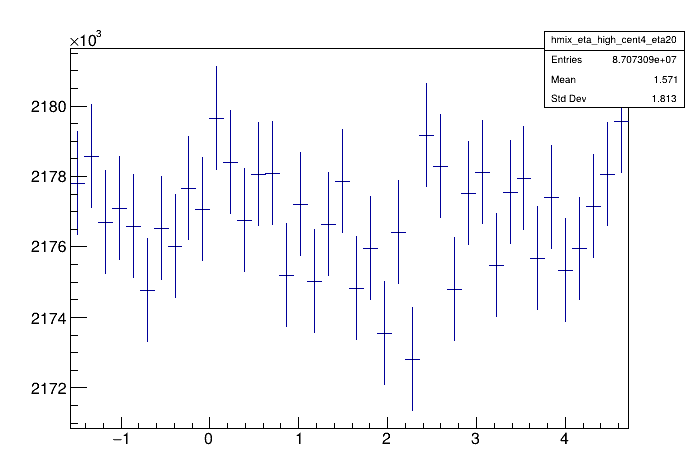 ×10³
hmix_eta_high_cent4_eta20
Entries 8.707309e+07
Mean 1.571
Std Dev 1.813
2180
2178
2176
2174
2172
−1 0 1 2 3 4